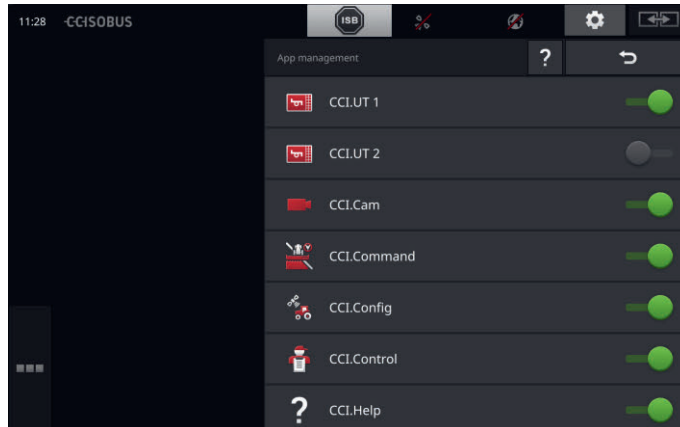 11:28 CCISOBUS
ISB
App management ?
CCI.UT 1
CCI.UT 2
CCI.Cam
CCI.Command
CCI.Config
CCI.Control
? CCI.Help